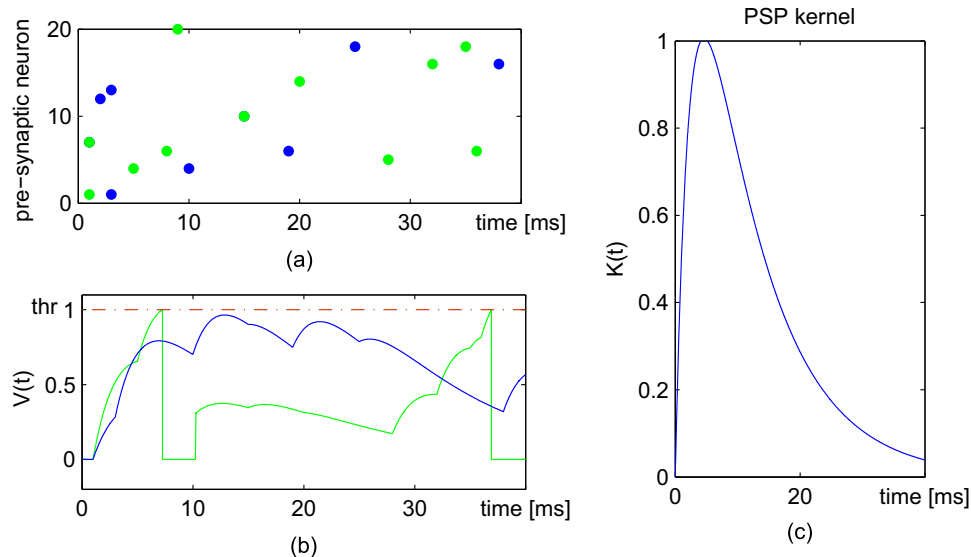 20
10
0
pre-synaptic neuron
0
10
20
30
time [ms]
(a)
thr 1
0.5
0
V(t)
0
10
20
30
time [ms]
(b)
PSP kernel
1
0.8
0.6
0.4
0.2
0
K(t)
0
20
time [ms]
(c)